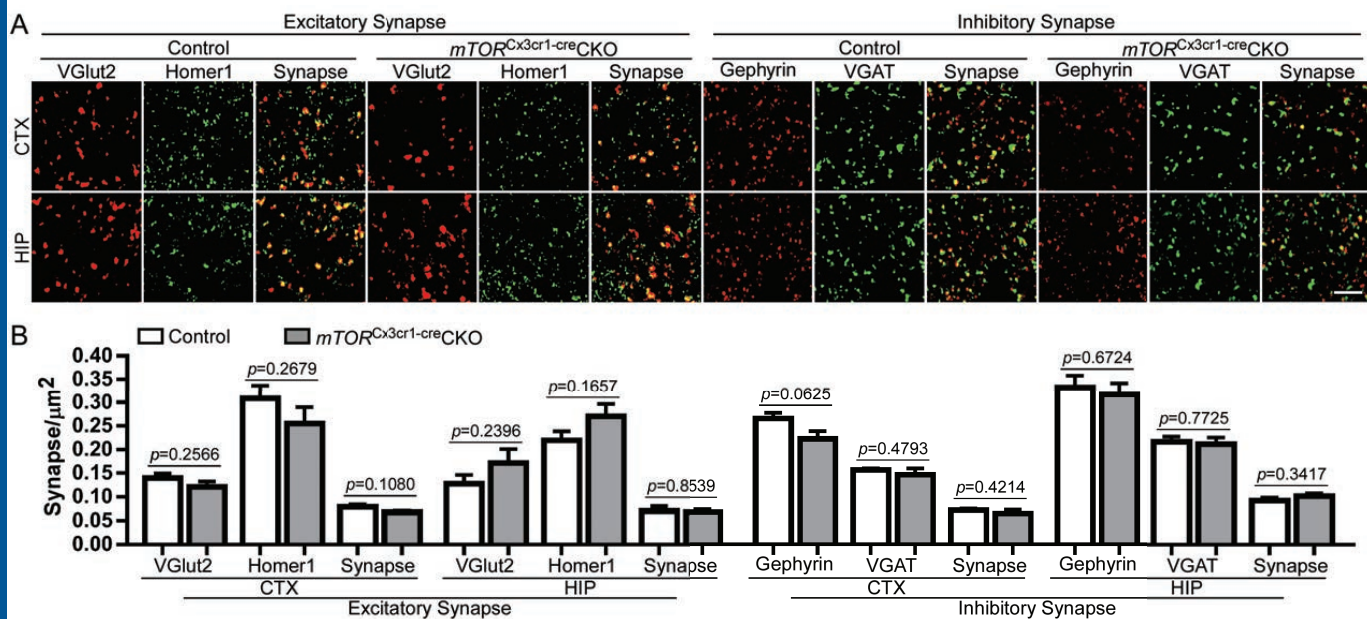 A
Excitatory Synapse
Inhibitory Synapse
Control
mTORCx3cr1-creCKO
Control
mTORCx3cr1-creCKO
VGlut2 Homer1 Synapse VGlut2 Homer1 Synapse Gephyrin VGAT Synapse Gephyrin VGAT Synapse
CTX
HIP
B
Control
mTORCx3cr1-creCKO
Synapse/μm2
0.40
0.35
0.30
0.25
0.20
0.15
0.10
0.05
0.00
p=0.2566
p=0.2679
p=0.1080
p=0.2396
p=0.1657
p=0.8539
p=0.0625
p=0.4793
p=0.4214
p=0.6724
p=0.7725
p=0.3417
VGlut2 Homer1 Synapse VGlut2 Homer1 Synapse Gephyrin VGAT Synapse Gephyrin VGAT Synapse
CTX HIP CTX HIP
Excitatory Synapse Inhibitory Synapse